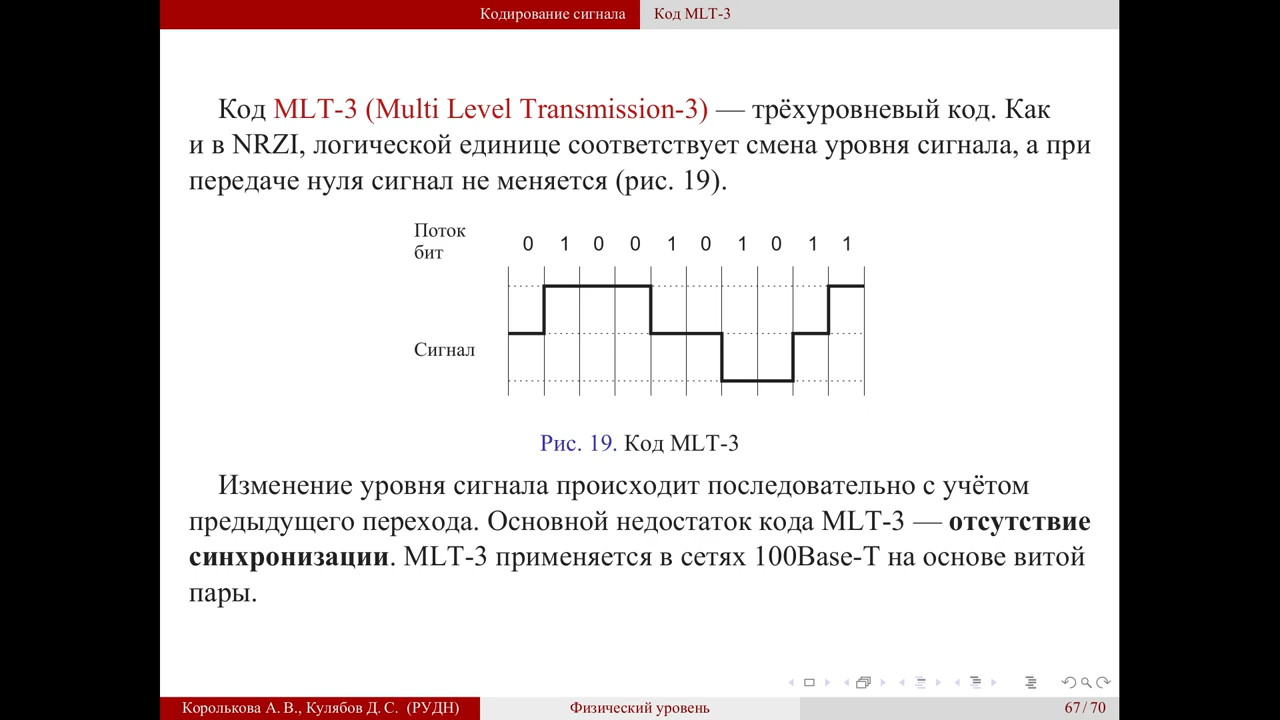 Кодирование сигнала Код MLT-3
Код MLT-3 (Multi Level Transmission-3) — трёхуровневый код. Как
и в NRZI, логической единице соответствует смена уровня сигнала, а при
передаче нуля сигнал не меняется (рис. 19).
Поток
бит
0 1 0 0 1 0 1 0 1 1
Сигнал
Рис. 19. Код MLT-3
Изменение уровня сигнала происходит последовательно с учётом
предыдущего перехода. Основной недостаток кода MLT-3 — отсутствие
синхронизации. MLT-3 применяется в сетях 100Base-T на основе витой
пары.
Королькова А. В., Кулябов Д. С. (РУДН) Физический уровень 67 / 70